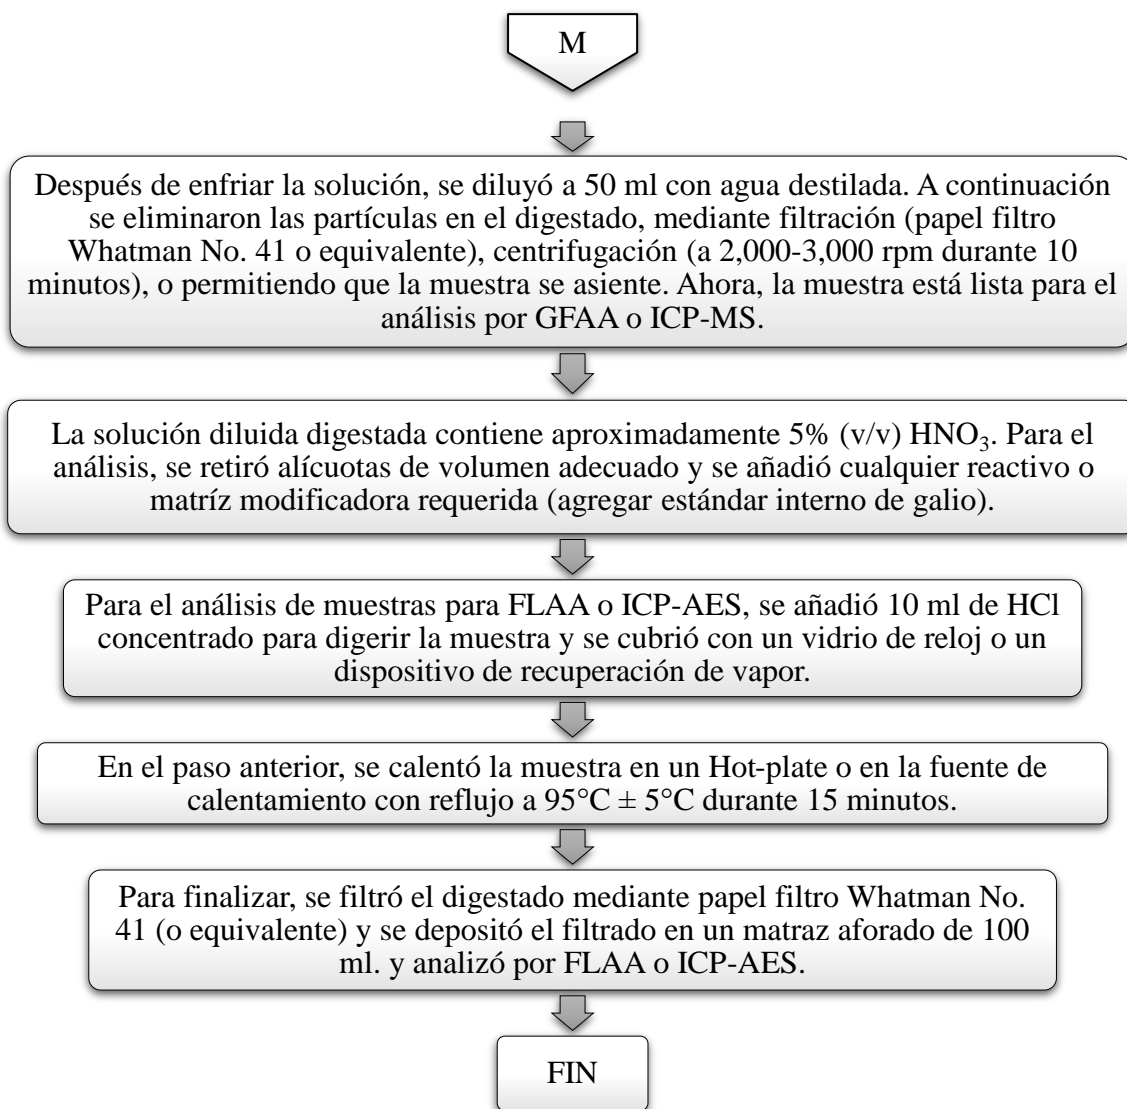 M
Después de enfriar la solución, se diluyó a 50 ml con agua destilada. A continuación
se eliminaron las partículas en el digestado, mediante filtración (papel filtro
Whatman No. 41 o equivalente), centrifugación (a 2,000-3,000 rpm durante 10
minutos), o permitiendo que la muestra se asiente. Ahora, la muestra está lista para el
análisis por GFAA o ICP-MS.
La solución diluida digestada contiene aproximadamente 5% (v/v) HNO₃. Para el
análisis, se retiró alícuotas de volumen adecuado y se añadió cualquier reactivo o
matríz modificadora requerida (agregar estándar interno de galio).
Para el análisis de muestras para FLAA o ICP-AES, se añadió 10 ml de HCl
concentrado para digerir la muestra y se cubrió con un vidrio de reloj o un
dispositivo de recuperación de vapor.
En el paso anterior, se calentó la muestra en un Hot-plate o en la fuente de
calentamiento con reflujo a 95°C ± 5°C durante 15 minutos.
Para finalizar, se filtró el digestado mediante papel filtro Whatman No.
41 (o equivalente) y se depositó el filtrado en un matraz aforado de 100
ml. y analizó por FLAA o ICP-AES.
FIN